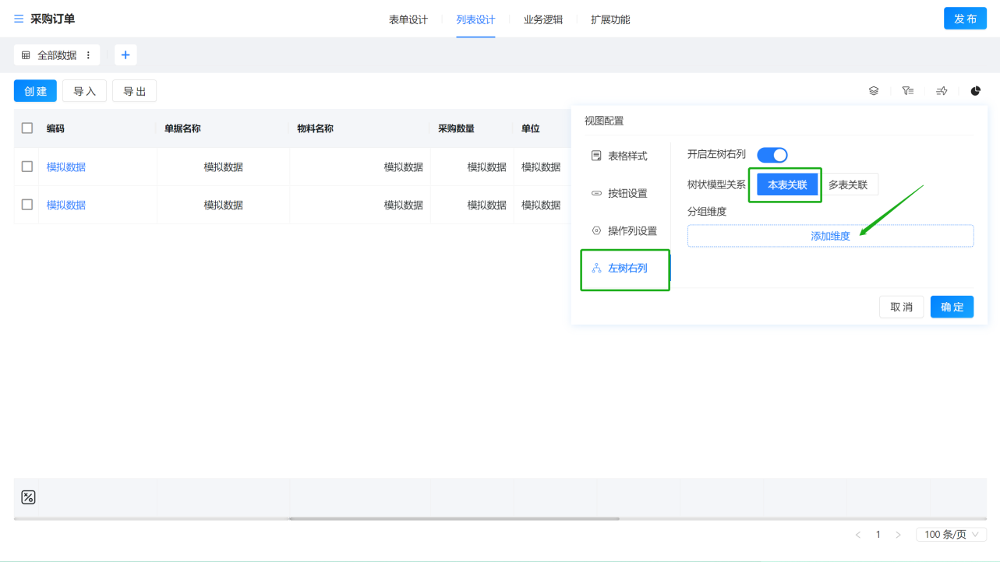 采购订单
表单设计 列表设计 业务逻辑 扩展功能
发布
全部数据
创建 导入 导出
编码 单据名称 物料名称 采购数量 单位
模拟数据 模拟数据 模拟数据 模拟数据 模拟数据
模拟数据 模拟数据 模拟数据 模拟数据 模拟数据
视图配置
表格样式
按钮设置
操作列设置
左树右列
开启左树右列
树状模型关系 本表关联 多表关联
分组维度
添加维度
取消 确定
< 1 > 100 条/页